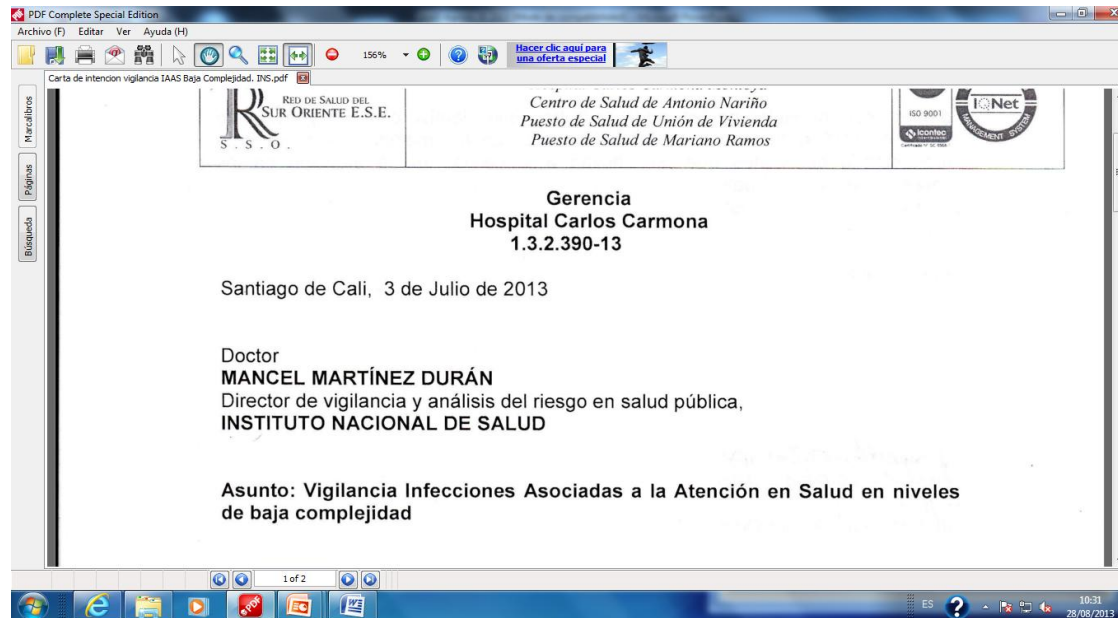 PDF Complete Special Edition
Archivo (F) Editar Ver Ayuda (H)
156%
Hacer clic aquí para
una oferta especial
Carta de intencion vigilancia IAAS Baja Complejidad. INS.pdf
Marcalibros
Páginas
Búsqueda
R
RED DE SALUD DEL
SUR ORIENTE E.S.E.
S . S . O .
Centro de Salud de Antonio Nariño
Puesto de Salud de Unión de Vivienda
Puesto de Salud de Mariano Ramos
ISO 9001
icontec
IQNet
MANAGEMENT SYSTEM
Gerencia
Hospital Carlos Carmona
1.3.2.390-13
Santiago de Cali, 3 de Julio de 2013
Doctor
MANCEL MARTÍNEZ DURÁN
Director de vigilancia y análisis del riesgo en salud pública,
INSTITUTO NACIONAL DE SALUD
Asunto: Vigilancia Infecciones Asociadas a la Atención en Salud en niveles
de baja complejidad
1 of 2
ES
10:31
28/08/2013